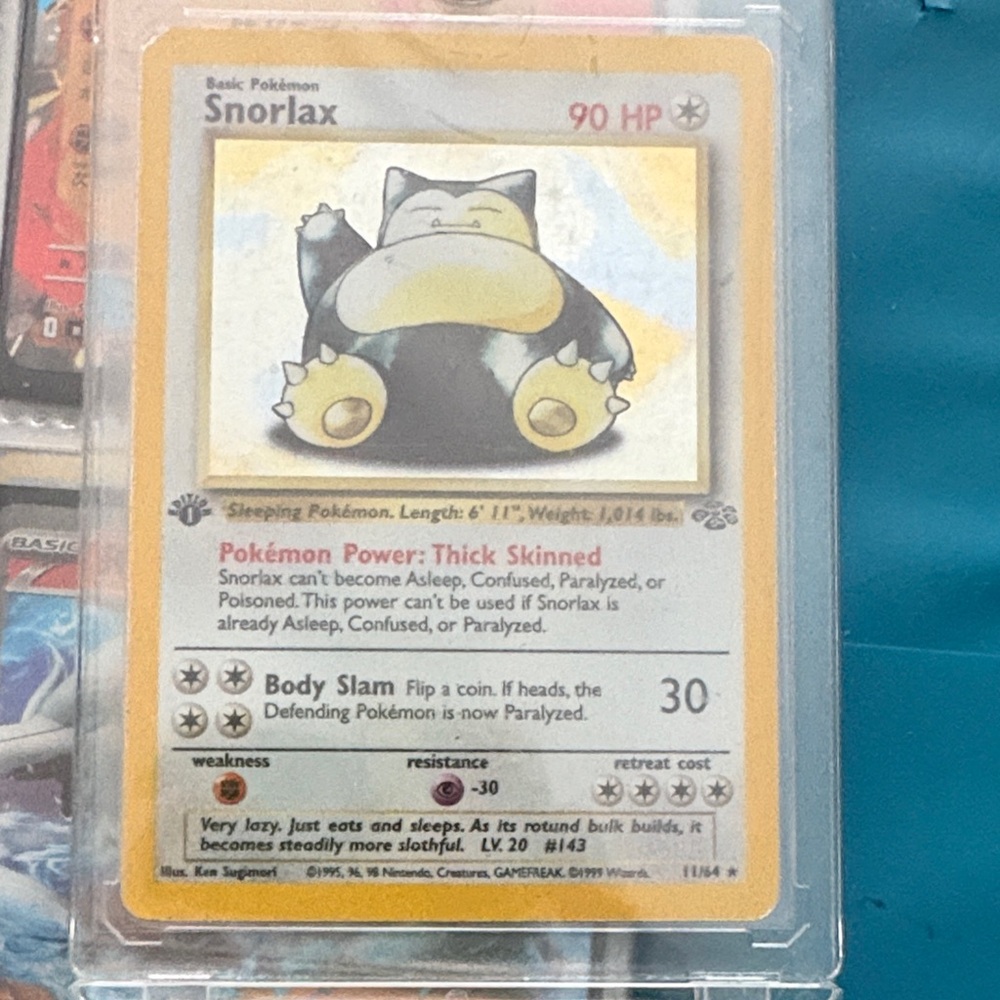 Basic Pokémon
Snorlax
90 HP
EDITION
1
Sleeping Pokémon. Length: 6' 11", Weight: 1,014 lbs.
Pokémon Power: Thick Skinned
Snorlax can't become Asleep, Confused, Paralyzed, or
Poisoned. This power can't be used if Snorlax is
already Asleep, Confused, or Paralyzed.
Body Slam Flip a coin. If heads, the
Defending Pokémon is now Paralyzed.
30
weakness
resistance
retreat cost
-30
Very lazy. Just eats and sleeps. As its rotund bulk builds, it
becomes steadily more slothful. LV. 20 #143
Illus. Ken Sugimori
©1995, 96, 98 Nintendo, Creatures, GAMEFREAK. ©1999 Wizards.
11/64
BASIC